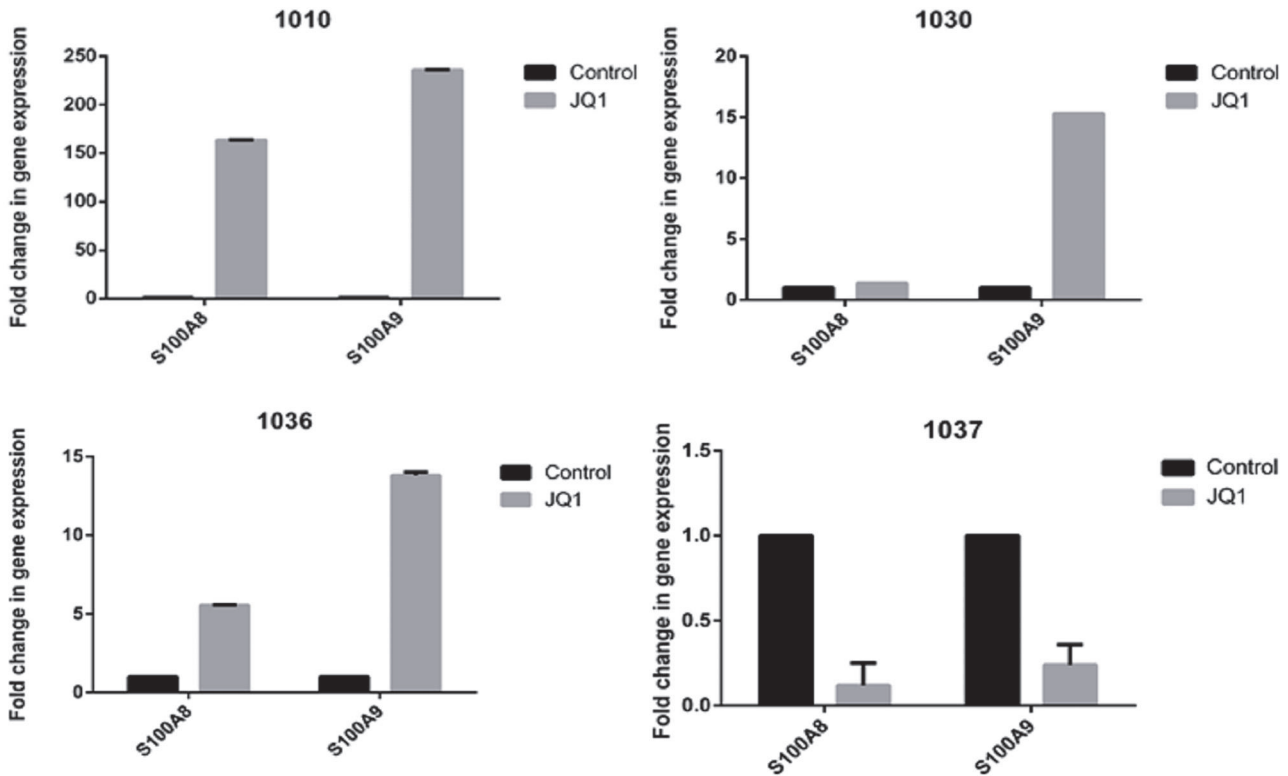 1010
Fold change in gene expression
250
200
150
100
50
0
S100A8
S100A9
Control
JQ1
1030
Fold change in gene expression
20
15
10
5
0
S100A8
S100A9
Control
JQ1
1036
Fold change in gene expression
15
10
5
0
S100A8
S100A9
Control
JQ1
1037
Fold change in gene expression
1.5
1.0
0.5
0.0
S100A8
S100A9
Control
JQ1